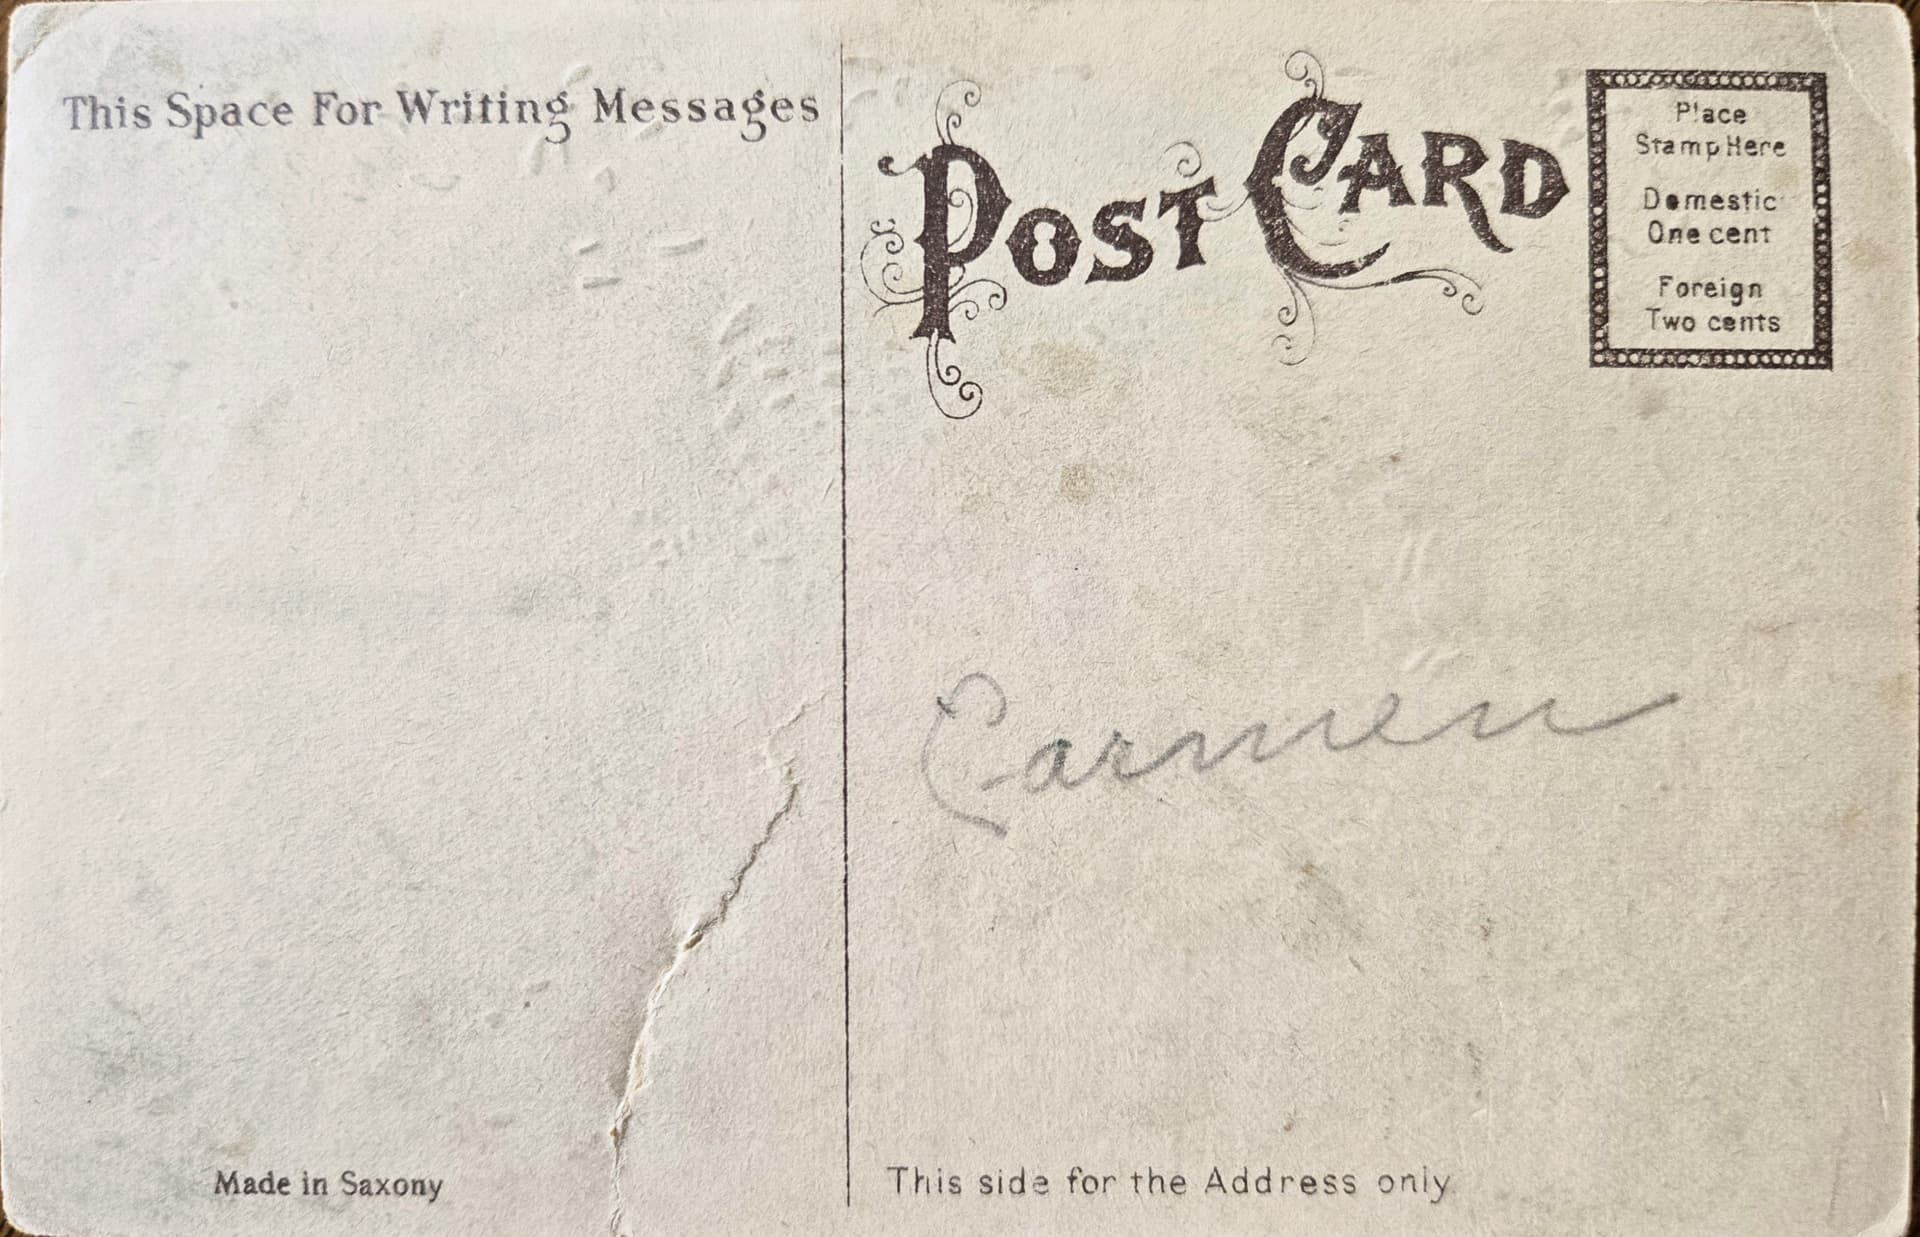 This Space For Writing Messages
POST CARD
Place
Stamp Here
Domestic
One cent
Foreign
Two cents
Carmen
Made in Saxony
This side for the Address only